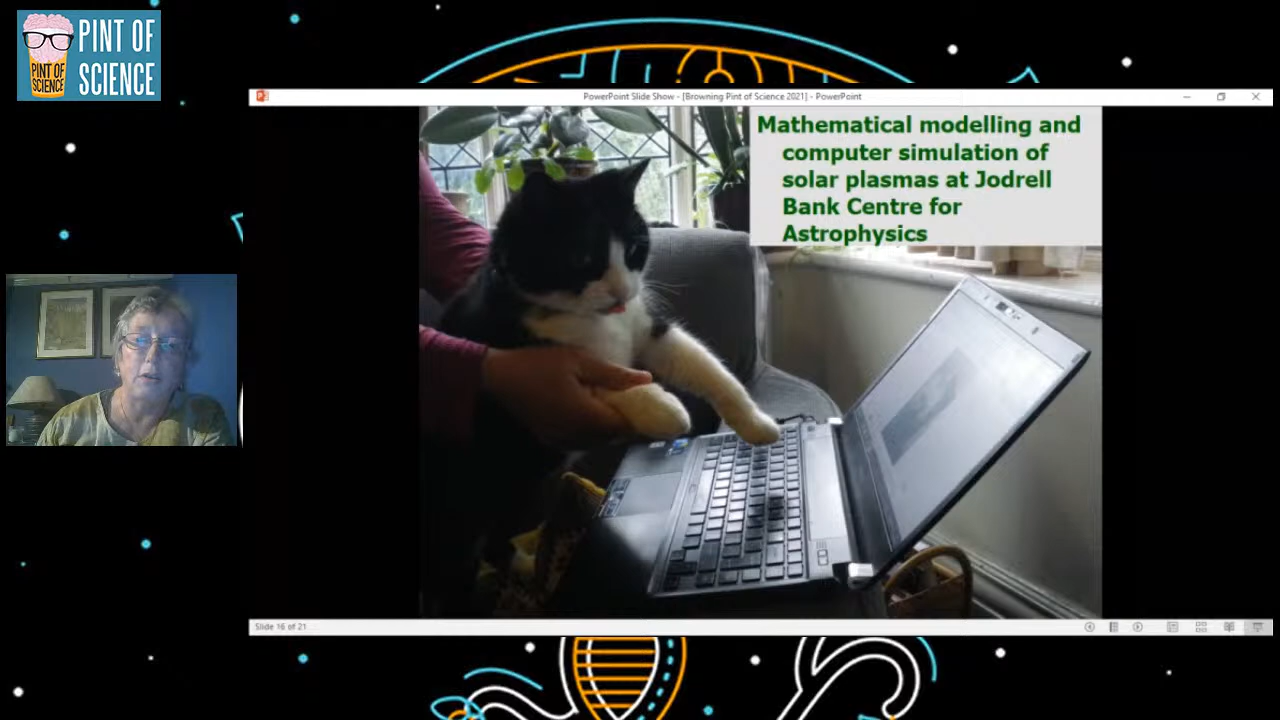 PINT OF
SCIENCE
PINT OF
SCIENCE
PowerPoint Slide Show - [Browning Pint of Science 2021] - PowerPoint
Mathematical modelling and
computer simulation of
solar plasmas at Jodrell
Bank Centre for
Astrophysics
Slide 16 of 21